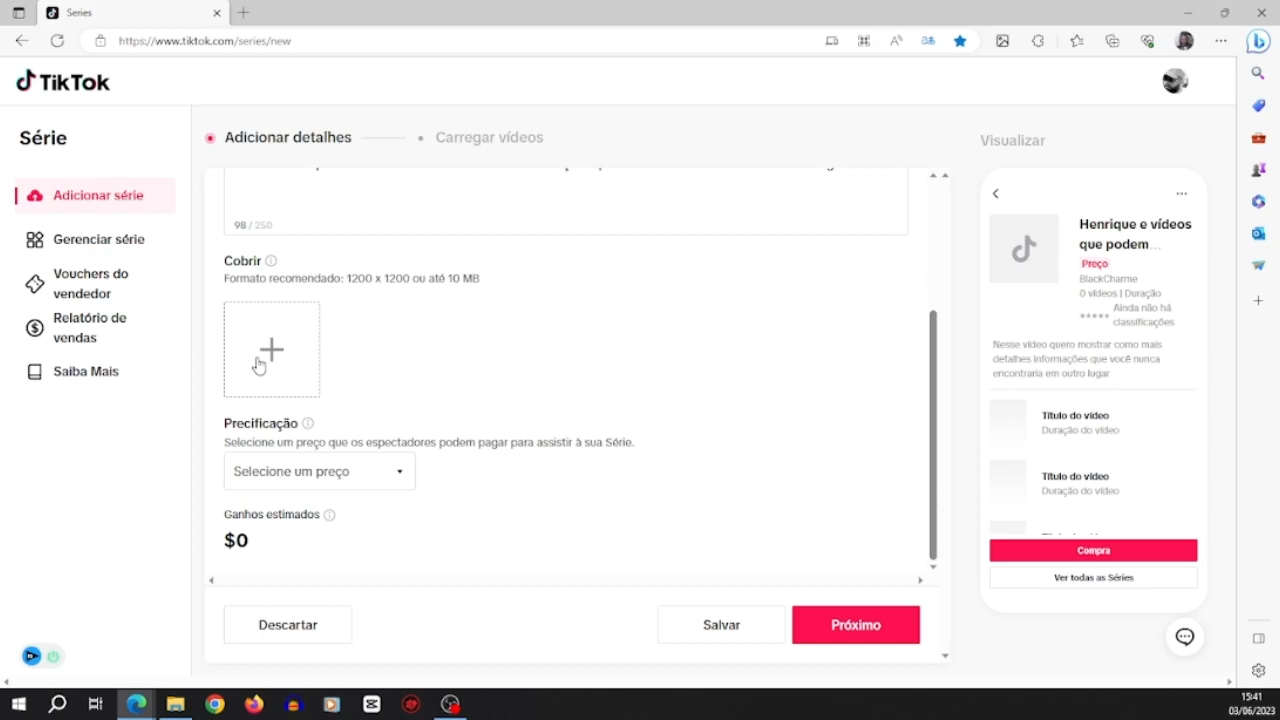 Series
https://www.tiktok.com/series/new
TikTok
Série
Adicionar série
Gerenciar série
Vouchers do
vendedor
Relatório de
vendas
Saiba Mais
Adicionar detalhes
Carregar vídeos
98 / 250
Cobrir
Formato recomendado: 1200 x 1200 ou até 10 MB
Precificação
Selecione um preço que os espectadores podem pagar para assistir à sua Série.
Selecione um preço
Ganhos estimados
$0
Descartar
Salvar
Próximo
Visualizar
Henrique e vídeos
que podem...
Preço
BlackCharme
0 vídeos | Duração
Ainda não há
classificações
Nesse vídeo quero mostrar como mais
detalhes informações que você nunca
encontraria em outro lugar
Título do vídeo
Duração do vídeo
Título do vídeo
Duração do vídeo
Compra
Ver todas as Séries
15:41
03/06/2023